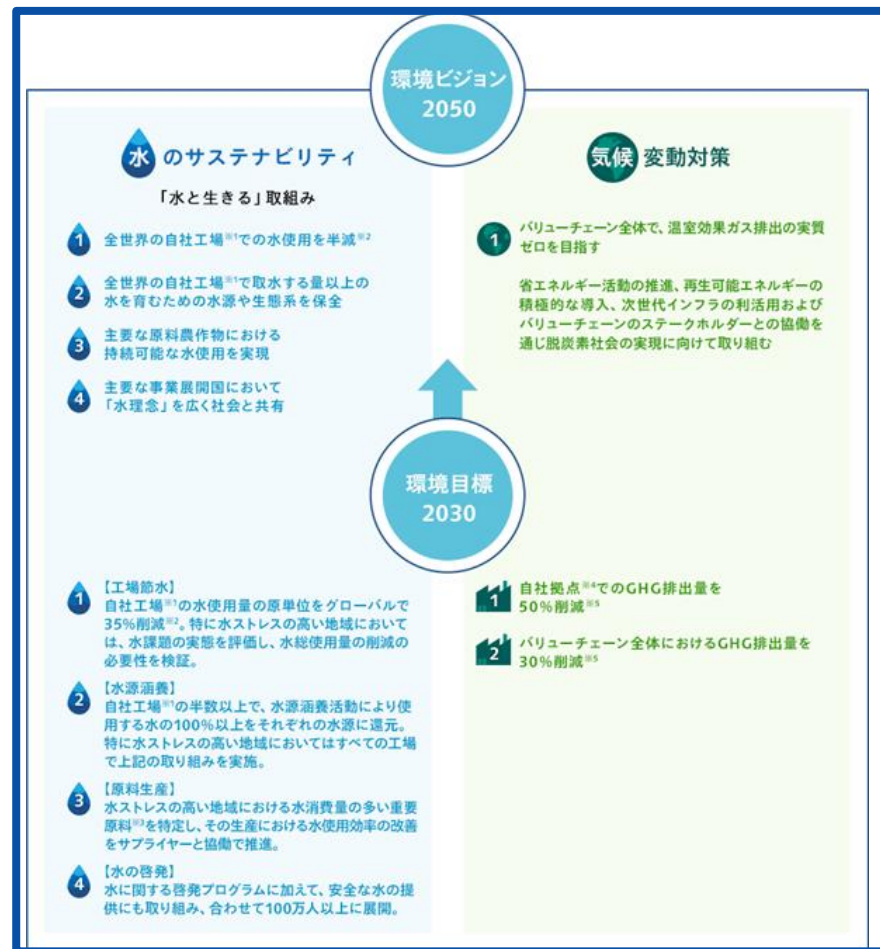 環境ビジョン
2050
水のサステナビリティ
「水と生きる」取組み
1 全世界の自社工場※1での水使用を半減※2
2 全世界の自社工場※1で取水する量以上の
水を育むための水源や生態系を保全
3 主要な原料農作物における
持続可能な水使用を実現
4 主要な事業展開国において
「水理念」を広く社会と共有
気候変動対策
1 バリューチェーン全体で、温室効果ガス排出の実質
ゼロを目指す
省エネルギー活動の推進、再生可能エネルギーの
積極的な導入、次世代インフラの利活用および
バリューチェーンのステークホルダーとの協働を
通じ脱炭素社会の実現に向けて取り組む
環境目標
2030
1 【工場節水】
自社工場※1の水使用量の原単位をグローバルで
35%削減※2。特に水ストレスの高い地域において
は、水課題の実態を評価し、水総使用量の削減の
必要性を検証。
2 【水源涵養】
自社工場※1の半数以上で、水源涵養活動により使
用する水の100%以上をそれぞれの水源に還元。
特に水ストレスの高い地域においてはすべての工場
で上記の取り組みを実施。
3 【原料生産】
水ストレスの高い地域における水消費量の多い重要
原料※3を特定し、その生産における水使用効率の改善
をサプライヤーと協働で推進。
4 【水の啓発】
水に関する啓発プログラムに加えて、安全な水の提
供にも取り組み、合わせて100万人以上に展開。
1 自社拠点※4でのGHG排出量を
50%削減※5
2 バリューチェーン全体におけるGHG排出量を
30%削減※5